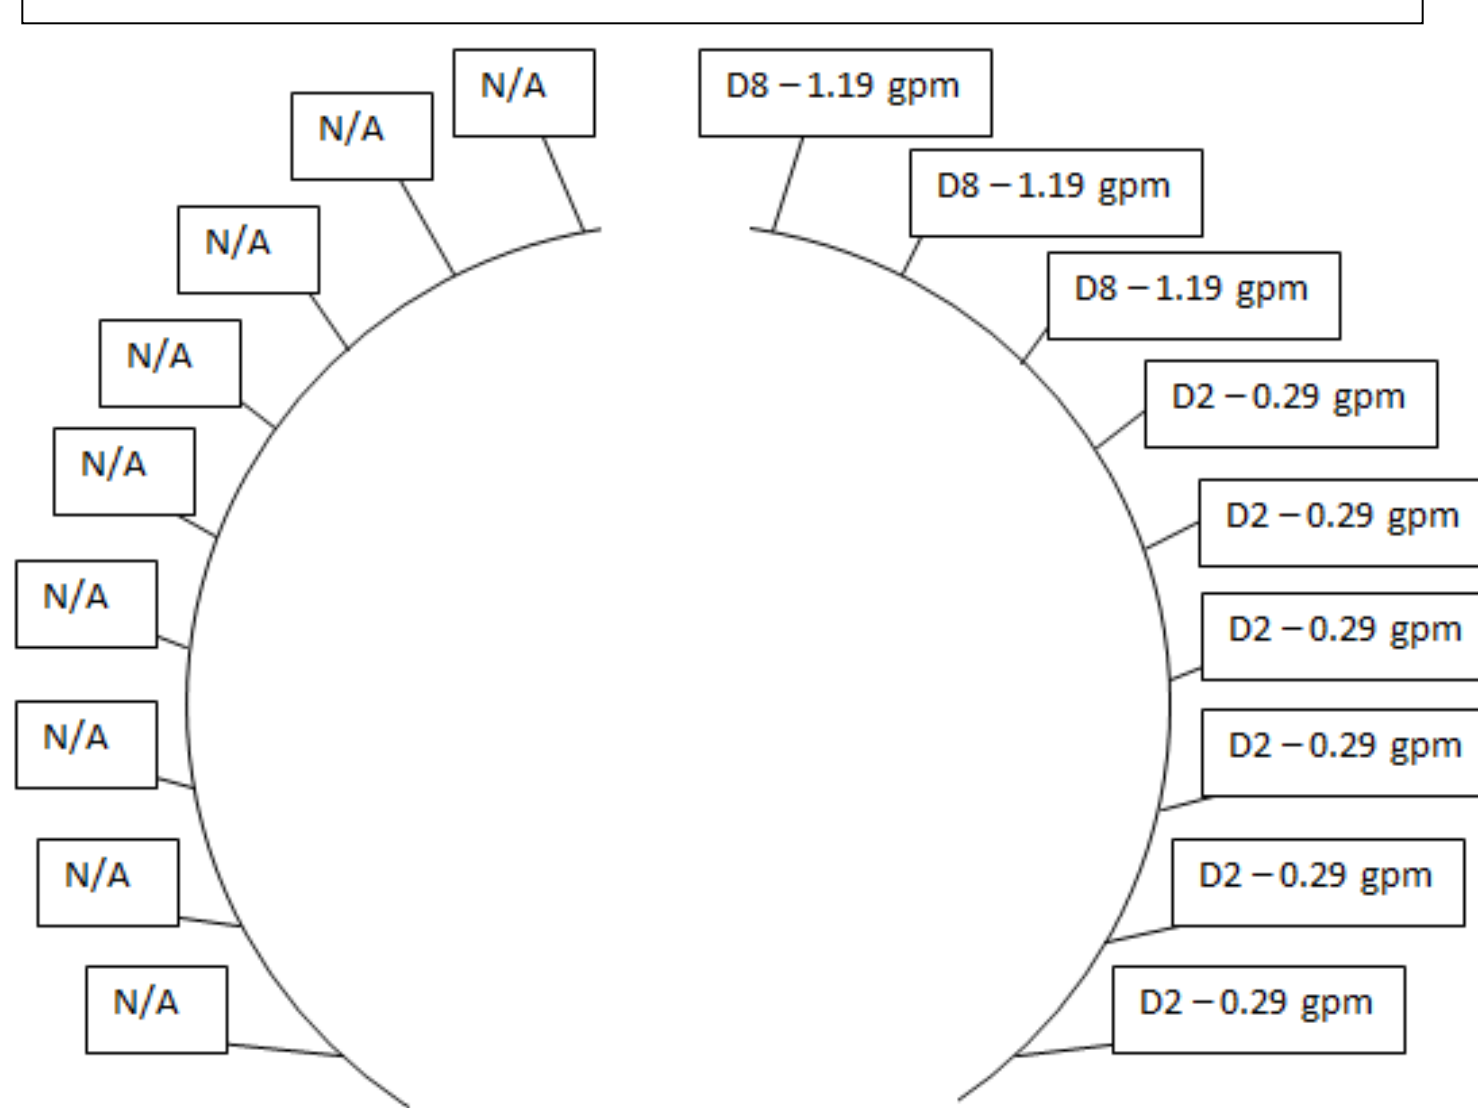 N/A
D8 – 1.19 gpm
N/A
D8 – 1.19 gpm
N/A
D8 – 1.19 gpm
N/A
D2 – 0.29 gpm
N/A
D2 – 0.29 gpm
N/A
D2 – 0.29 gpm
N/A
D2 – 0.29 gpm
N/A
D2 – 0.29 gpm
N/A
D2 – 0.29 gpm